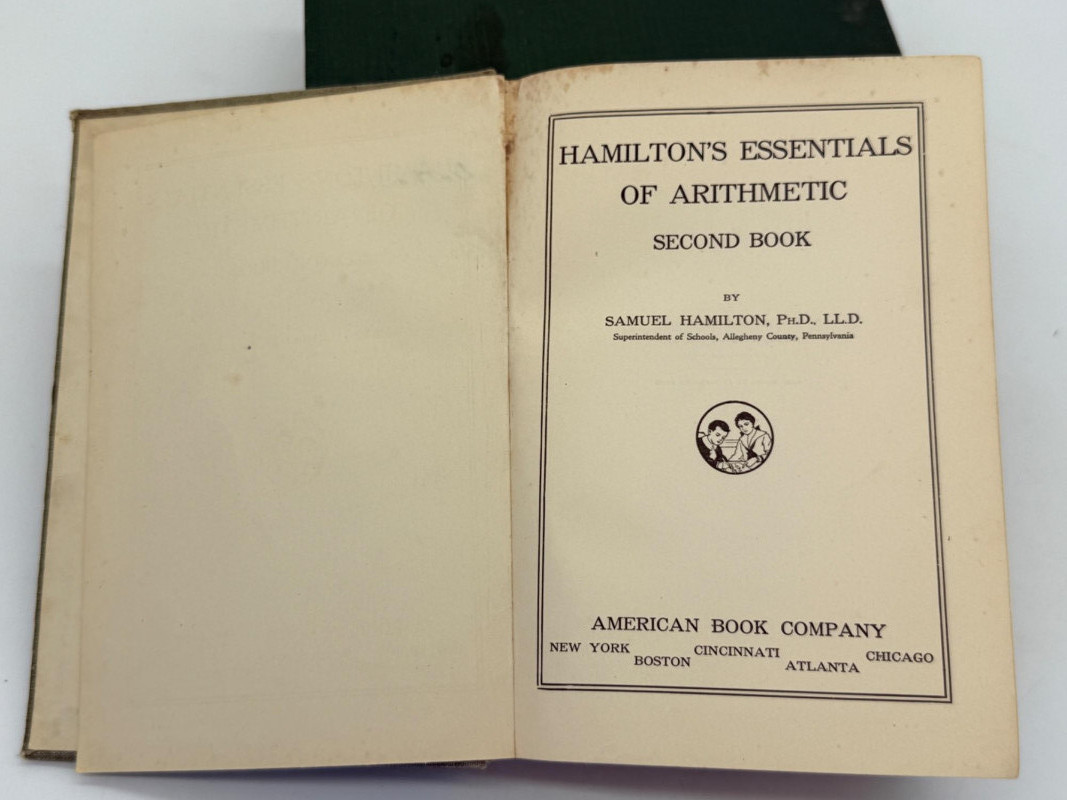 HAMILTON'S ESSENTIALS
OF ARITHMETIC
SECOND BOOK
BY
SAMUEL HAMILTON, PH.D., LL.D.
Superintendent of Schools, Allegheny County, Pennsylvania
AMERICAN BOOK COMPANY
NEW YORK BOSTON CINCINNATI ATLANTA CHICAGO